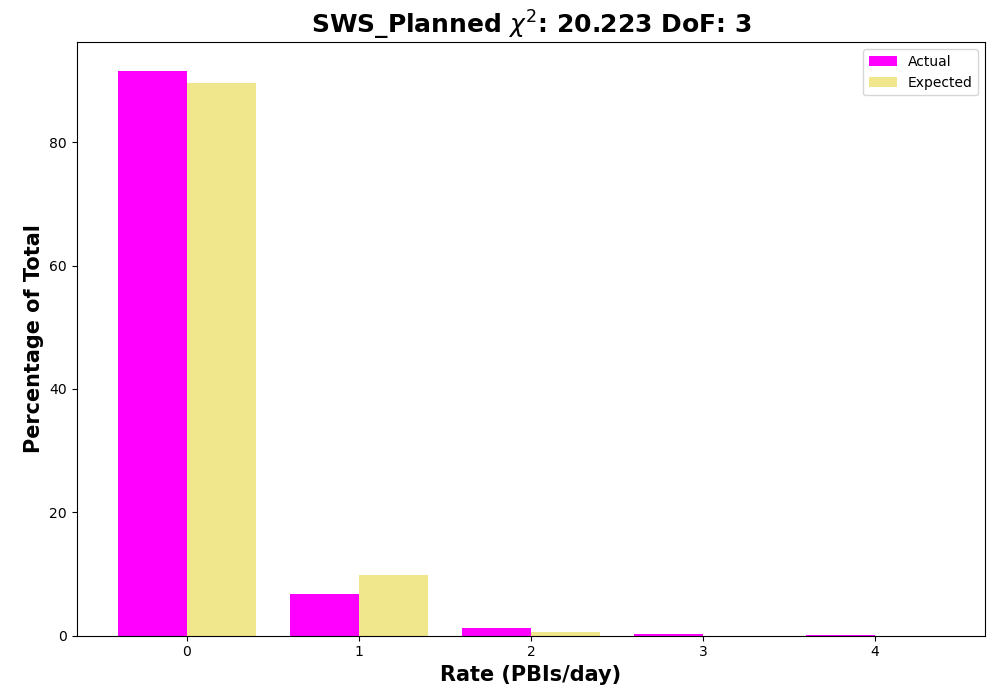 SWS_Planned χ²: 20.223 DoF: 3
Actual
Expected
Percentage of Total
80
60
40
20
0
0 1 2 3 4
Rate (PBIs/day)